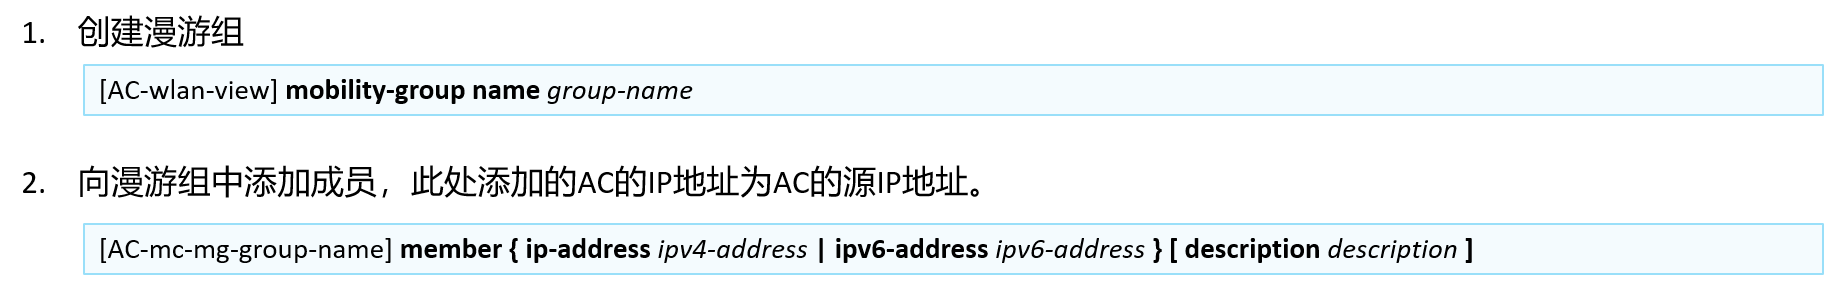 1. 创建漫游组
[AC-wlan-view] mobility-group name group-name
2. 向漫游组中添加成员，此处添加的AC的IP地址为AC的源IP地址。
[AC-mc-mg-group-name] member { ip-address ipv4-address | ipv6-address ipv6-address } [ description description ]